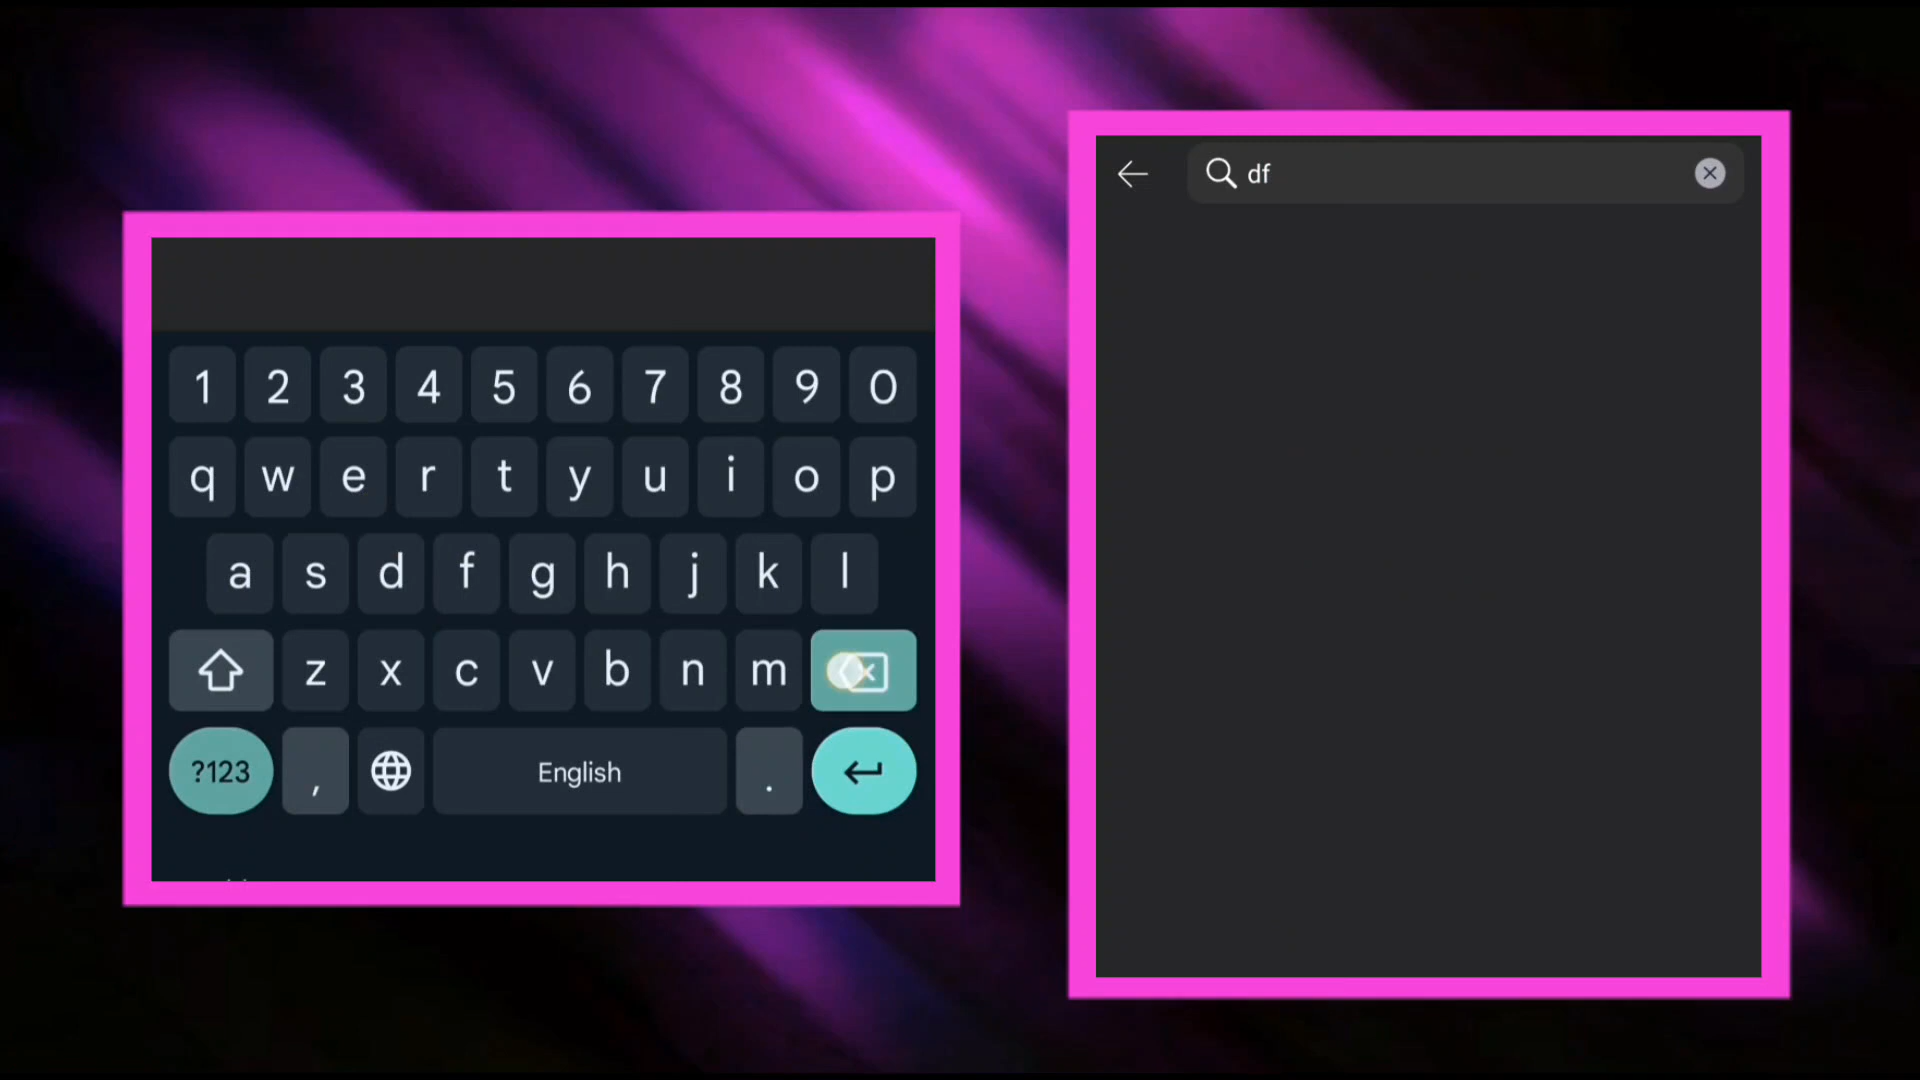 df
1 2 3 4 5 6 7 8 9 0
q w e r t y u i o p
a s d f g h j k l
z x c v b n m
?123 , English .